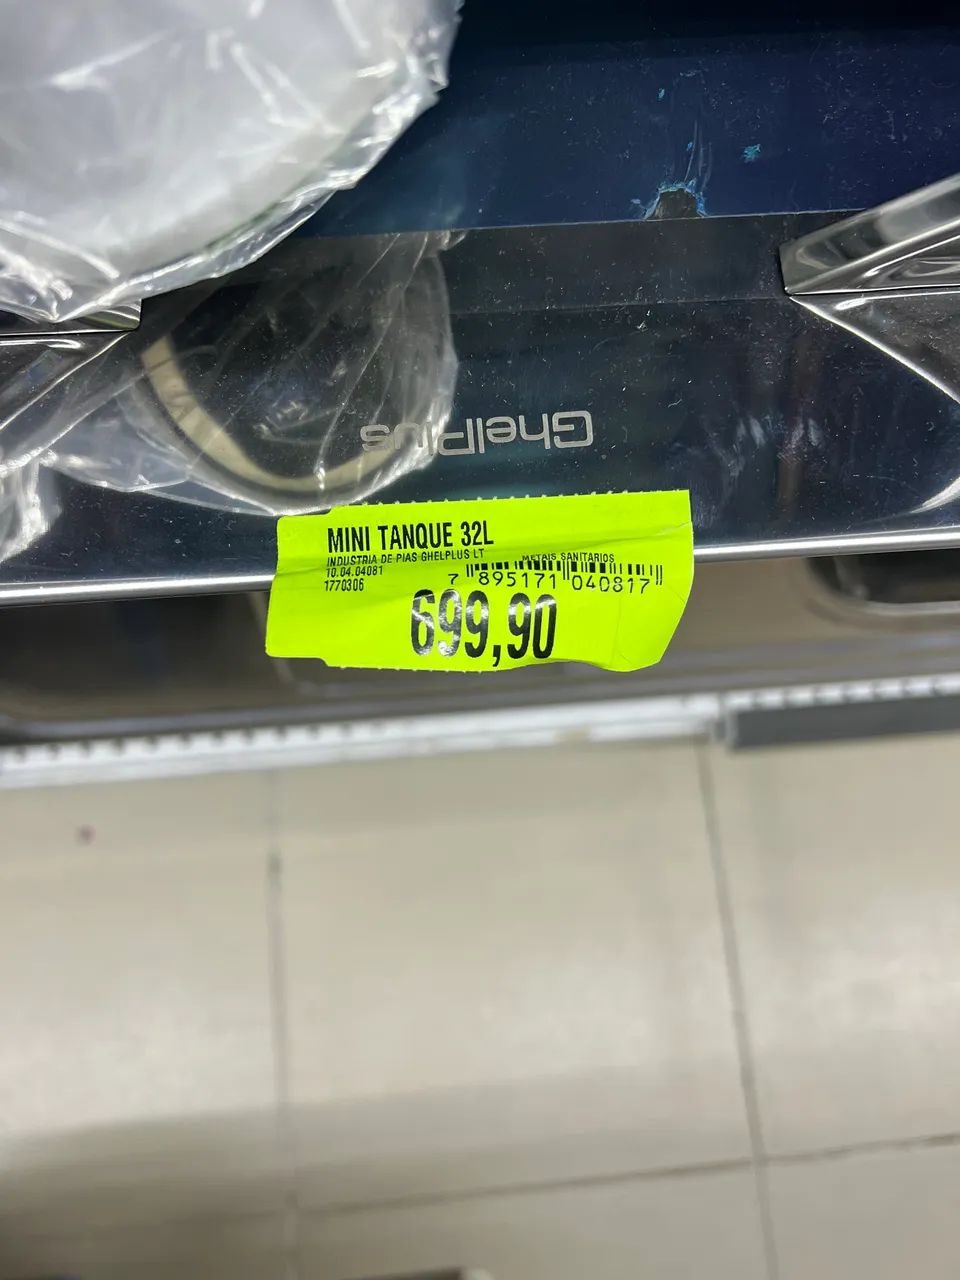 GhelPlus
MINI TANQUE 32L
INDUSTRIA DE PIAS GHELPLUS LT
METAIS SANITARIOS
10.04.04081
1770306
7 895171 040817
699,90